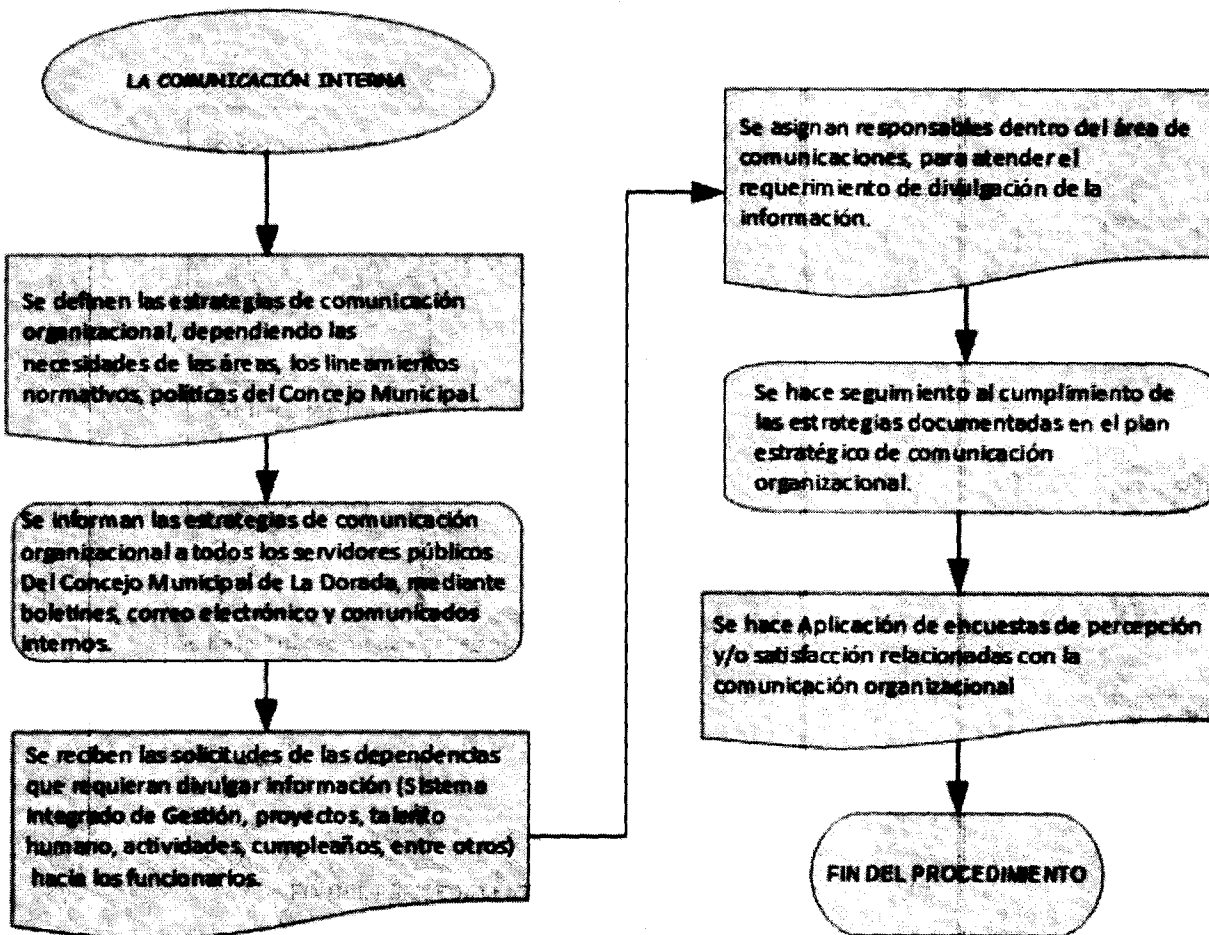 LA COMUNICACIÓN INTERNA
Se definen las estrategias de comunicación
organizacional, dependiendo las
necesidades de las áreas, los lineamientos
normativos, políticas del Concejo Municipal.
Se informan las estrategias de comunicación
organizacional a todos los servidores públicos
Del Concejo Municipal de La Dorada, mediante
boletines, correo electrónico y comunicados
internos.
Se reciben las solicitudes de las dependencias
que requieran divulgar información (Sistema
Integrado de Gestión, proyectos, talento
humano, actividades, cumpleaños, entre otros)
hacia los funcionarios.
Se asignan responsables dentro del área de
comunicaciones, para atender el
requerimiento de divulgación de la
información.
Se hace seguimiento al cumplimiento de
las estrategias documentadas en el plan
estratégico de comunicación
organizacional.
Se hace Aplicación de encuestas de percepción
y/o satisfacción relacionadas con la
comunicación organizacional
FIN DEL PROCEDIMIENTO